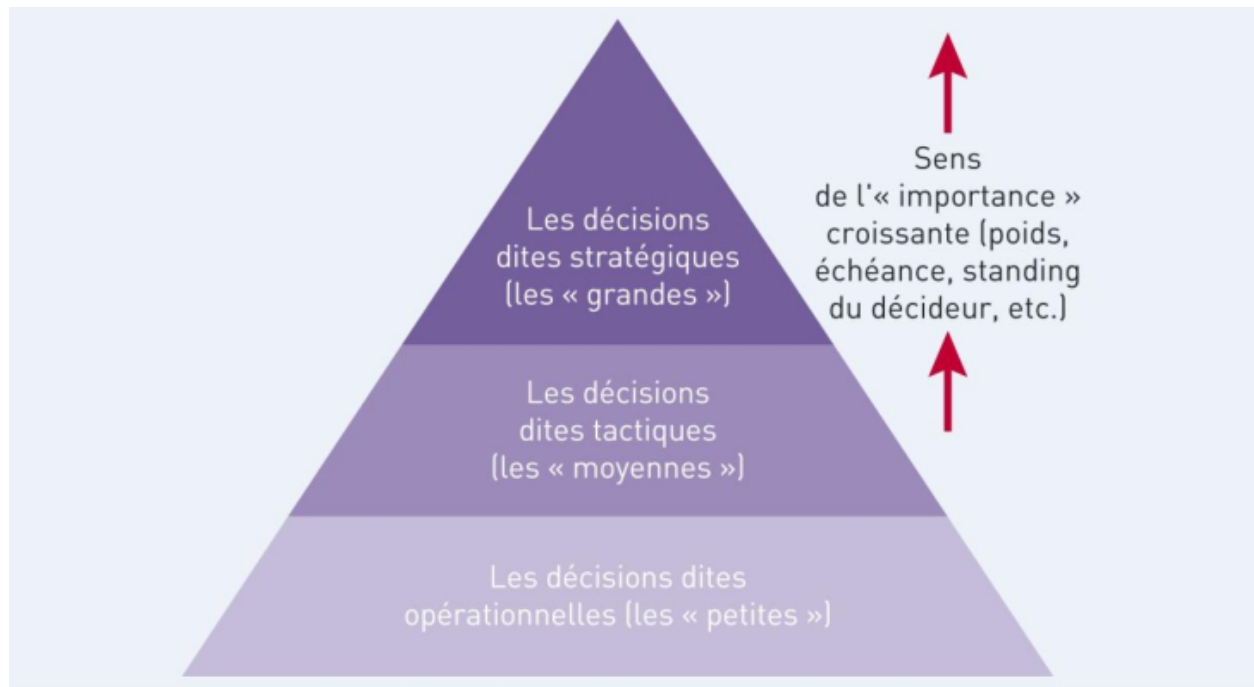 Les décisions
dites stratégiques
(les « grandes »)
Sens
de l'« importance »
croissante (poids,
échéance, standing
du décideur, etc.)
Les décisions
dites tactiques
(les « moyennes »)
Les décisions dites
opérationnelles (les « petites »)